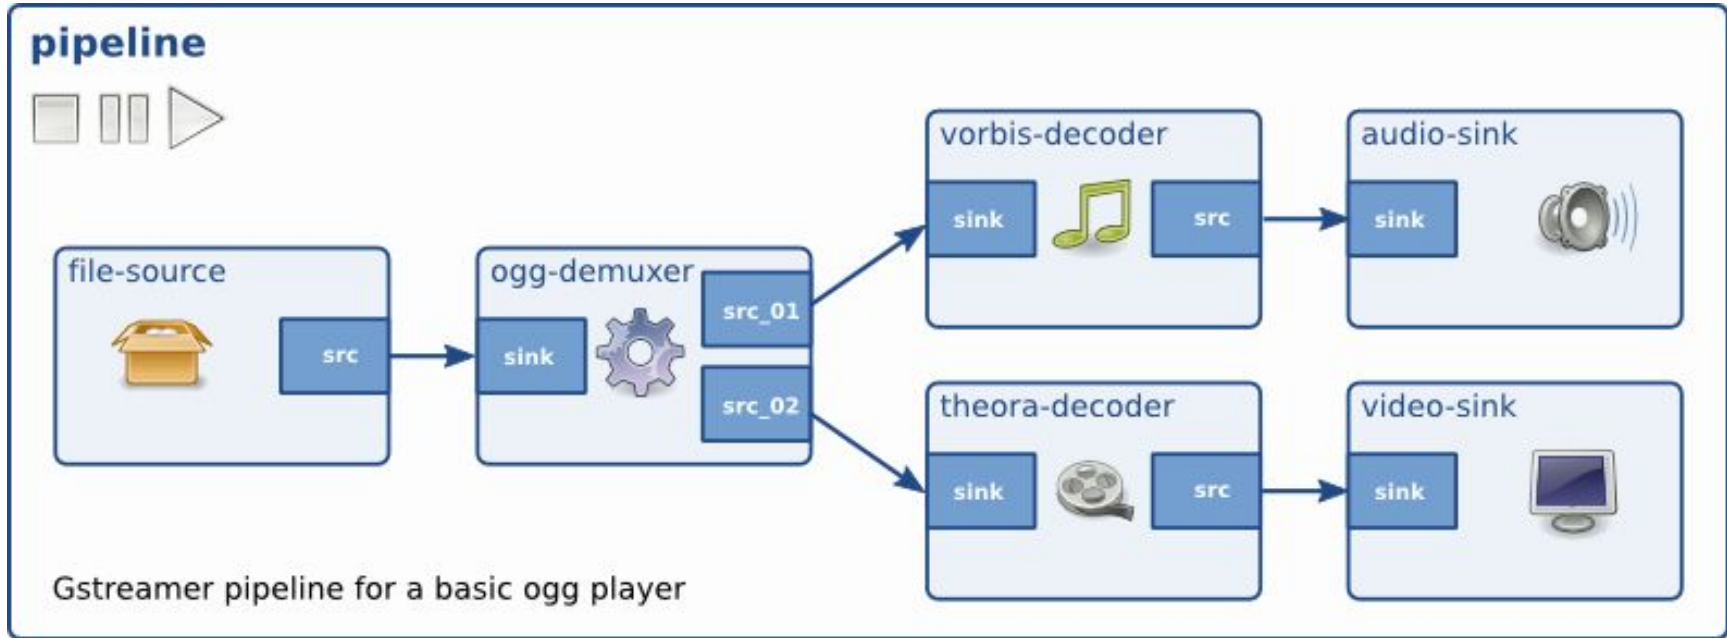 pipeline
file-source
src
ogg-demuxer
sink
src_01
src_02
vorbis-decoder
sink
src
audio-sink
sink
theora-decoder
sink
src
video-sink
sink
Gstreamer pipeline for a basic ogg player